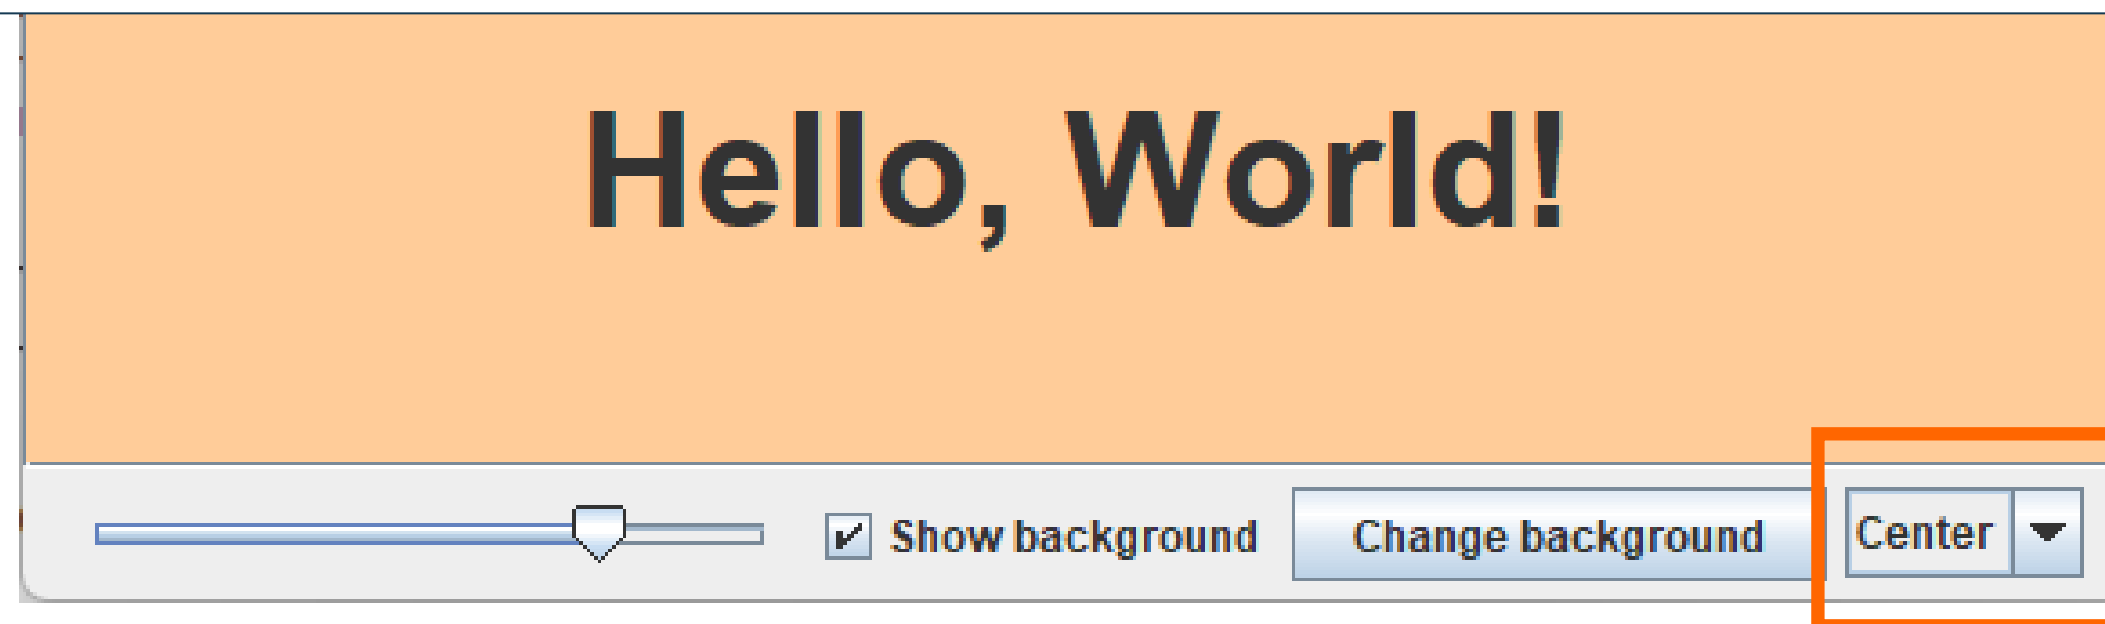 Hello, World!
Show background Change background Center